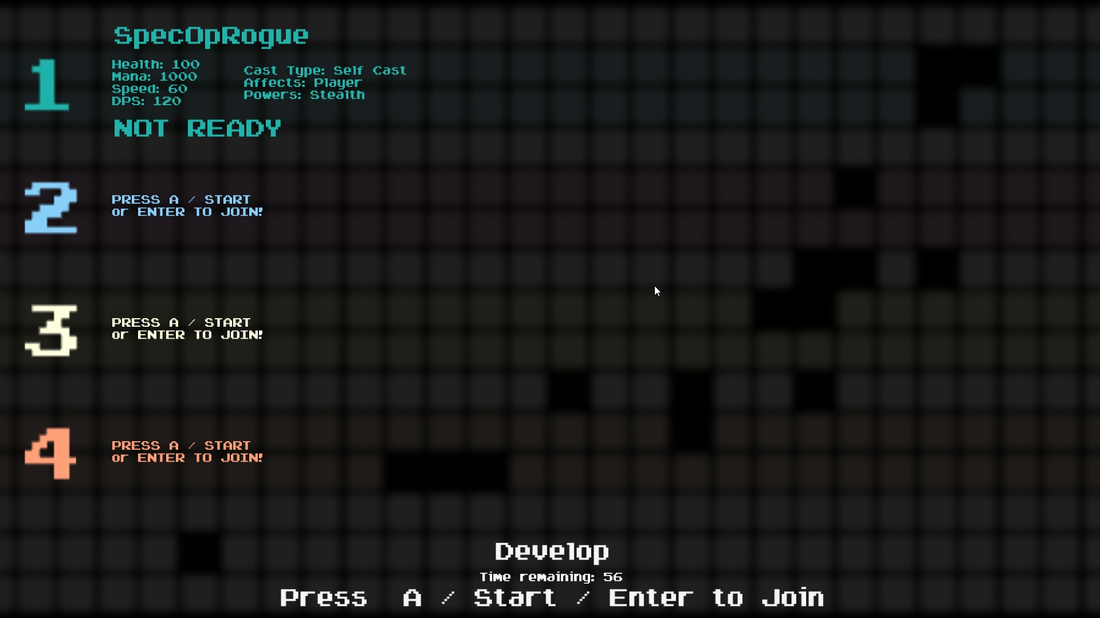 1
SpecOpRogue
Health: 100
Mana: 1000
Speed: 60
DPS: 120
Cast Type: Self Cast
Affects: Player
Powers: Stealth
NOT READY
2
PRESS A / START
or ENTER TO JOIN!
3
PRESS A / START
or ENTER TO JOIN!
4
PRESS A / START
or ENTER TO JOIN!
Develop
Time remaining: 56
Press A / Start / Enter to Join